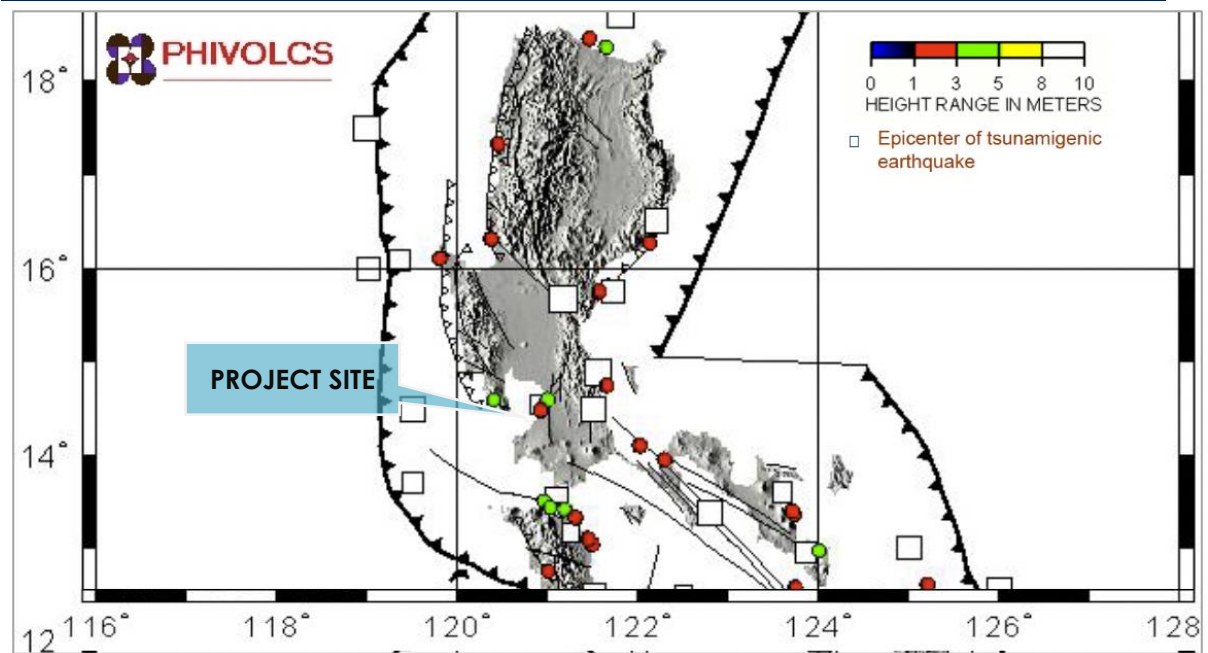 PHIVOLCS
0 1 3 5 8 10
HEIGHT RANGE IN METERS
Epicenter of tsunamigenic
earthquake
18°
16°
PROJECT SITE
14°
12
116° 118° 120° 122° 124° 126° 128